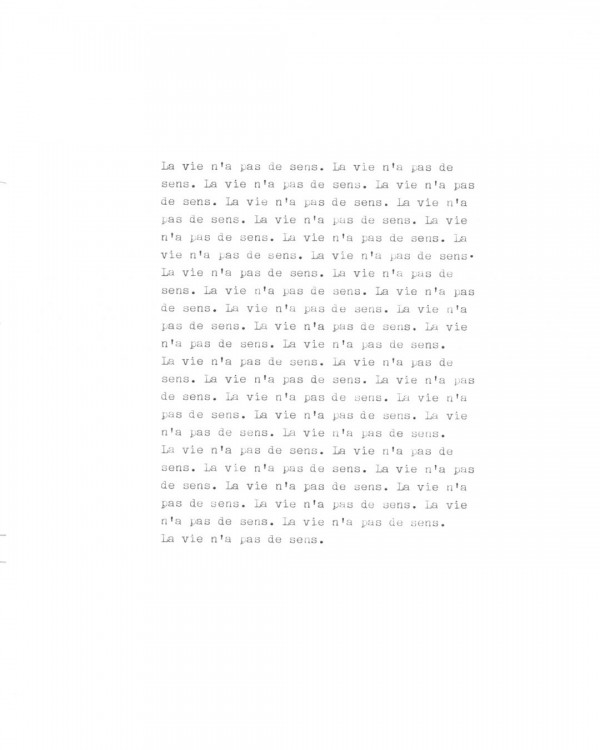 La vie n'a pas de sens. La vie n'a pas de
sens. La vie n'a pas de sens. La vie n'a pas
de sens. La vie n'a pas de sens. La vie n'a
pas de sens. La vie n'a pas de sens. La vie
n'a pas de sens. La vie n'a pas de sens. La
vie n'a pas de sens. La vie n'a pas de sens.
La vie n'a pas de sens. La vie n'a pas de
sens. La vie n'a pas de sens. La vie n'a pas
de sens. La vie n'a pas de sens. La vie n'a
pas de sens. La vie n'a pas de sens. La vie
n'a pas de sens. La vie n'a pas de sens.
La vie n'a pas de sens. La vie n'a pas de
sens. La vie n'a pas de sens. La vie n'a pas
de sens. La vie n'a pas de sens. La vie n'a
pas de sens. La vie n'a pas de sens. La vie
n'a pas de sens. La vie n'a pas de sens.
La vie n'a pas de sens. La vie n'a pas de
sens. La vie n'a pas de sens. La vie n'a pas
de sens. La vie n'a pas de sens. La vie n'a
pas de sens. La vie n'a pas de sens. La vie
n'a pas de sens. La vie n'a pas de sens.
La vie n'a pas de sens.